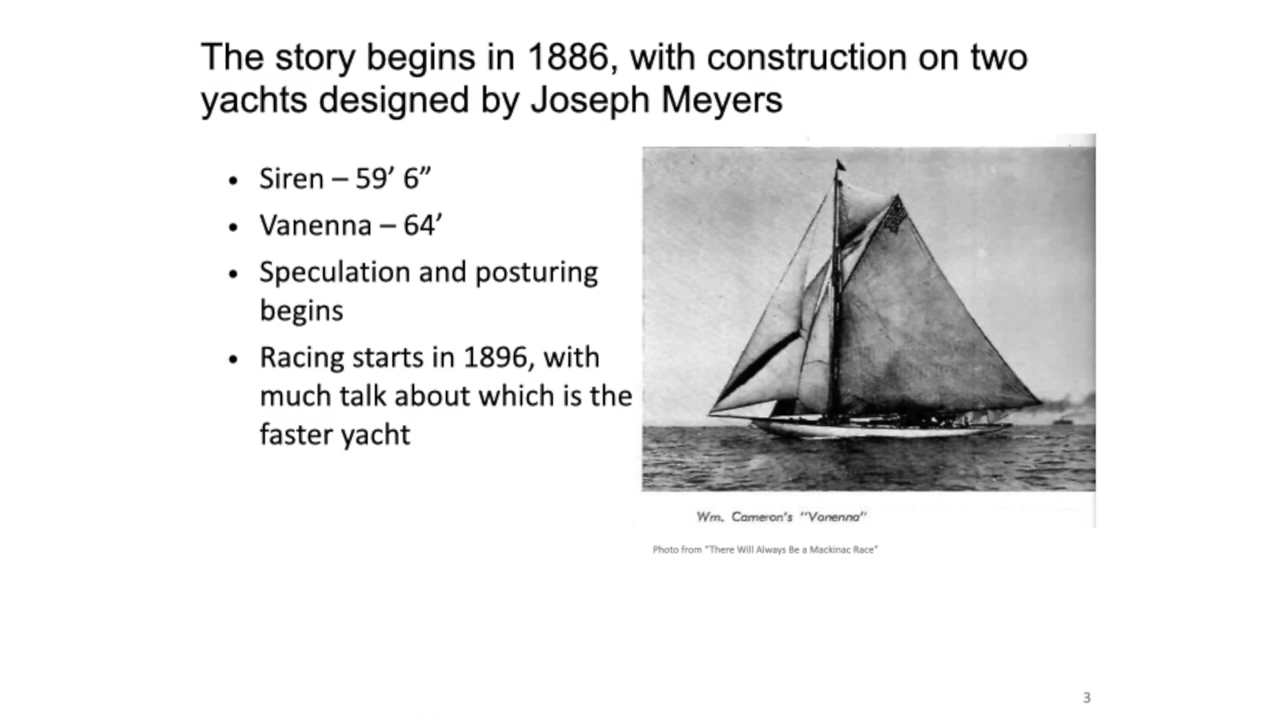 The story begins in 1886, with construction on two
yachts designed by Joseph Meyers
• Siren – 59’ 6”
• Vanenna – 64’
• Speculation and posturing
begins
• Racing starts in 1896, with
much talk about which is the
faster yacht
Wm. Cameron's "Vanenna"
Photo from “There Will Always Be a Mackinac Race”
3